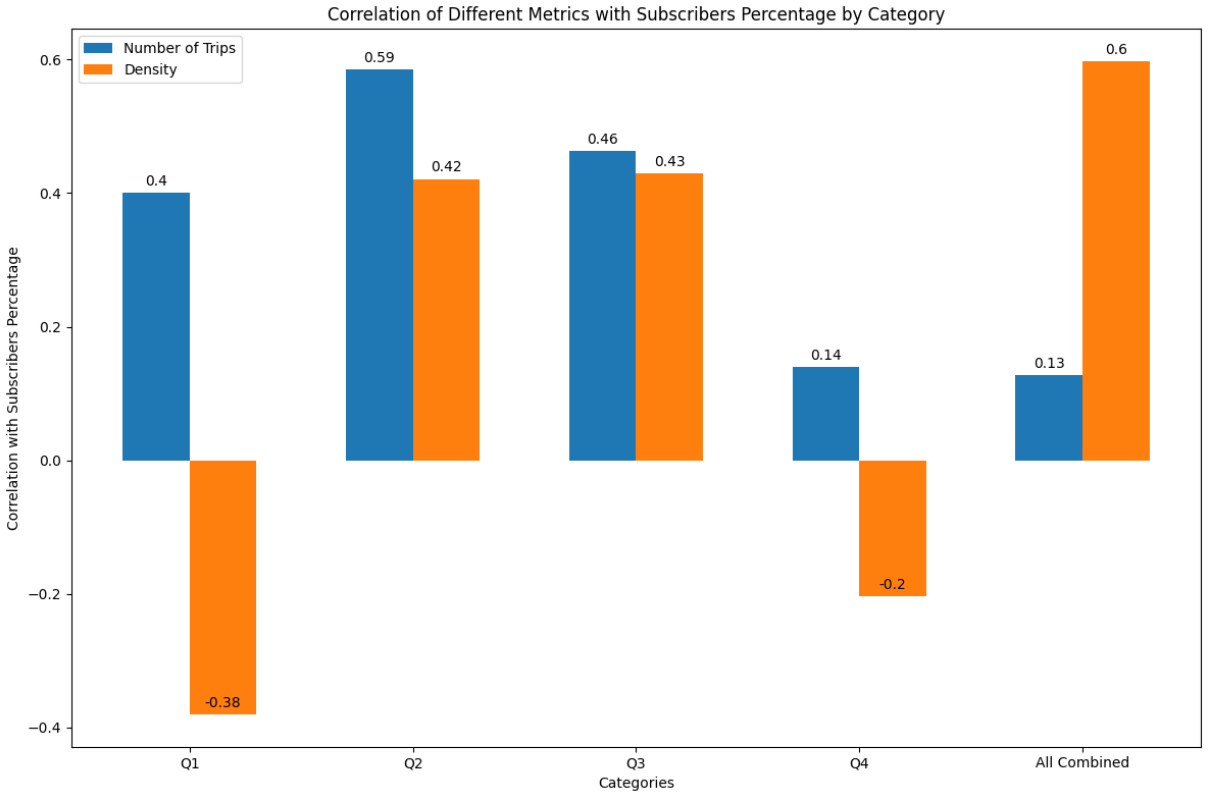 Correlation of Different Metrics with Subscribers Percentage by Category
Number of Trips
Density
Correlation with Subscribers Percentage
0.6
0.4
0.2
0.0
−0.2
−0.4
0.4
-0.38
0.59
0.42
0.46
0.43
0.14
-0.2
0.13
0.6
Q1
Q2
Q3
Q4
All Combined
Categories